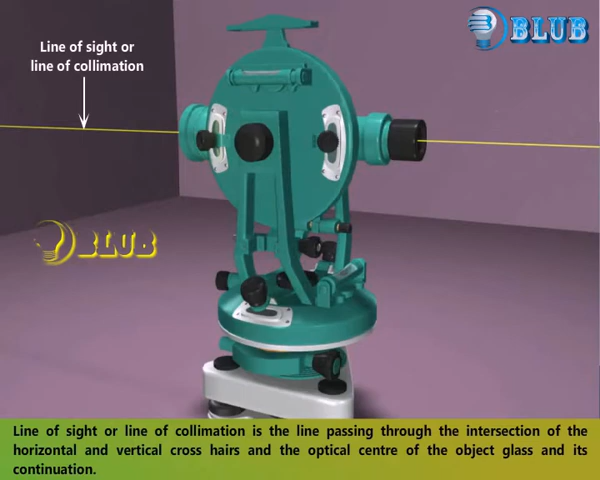 BLUB
Line of sight or
line of collimation
BLUB
Line of sight or line of collimation is the line passing through the intersection of the
horizontal and vertical cross hairs and the optical centre of the object glass and its
continuation.